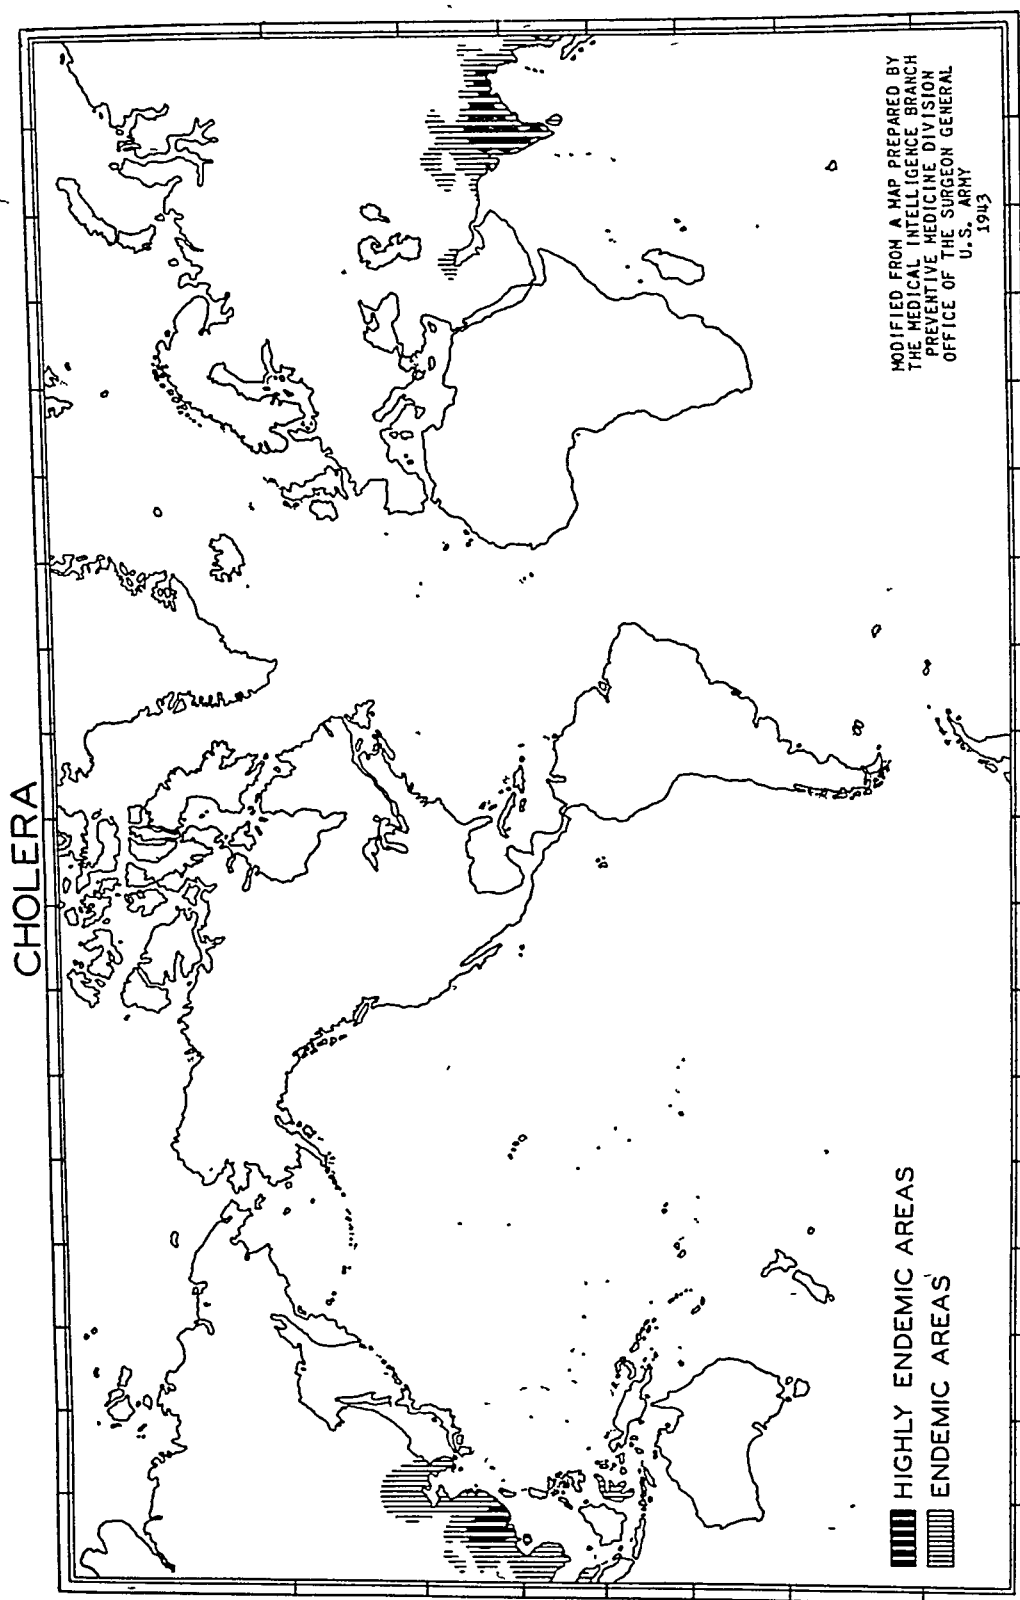 CHOLERA
MODIFIED FROM A MAP PREPARED BY
THE MEDICAL INTELLIGENCE BRANCH
PREVENTIVE MEDICINE DIVISION
OFFICE OF THE SURGEON GENERAL
U.S. ARMY
1943
HIGHLY ENDEMIC AREAS
ENDEMIC AREAS